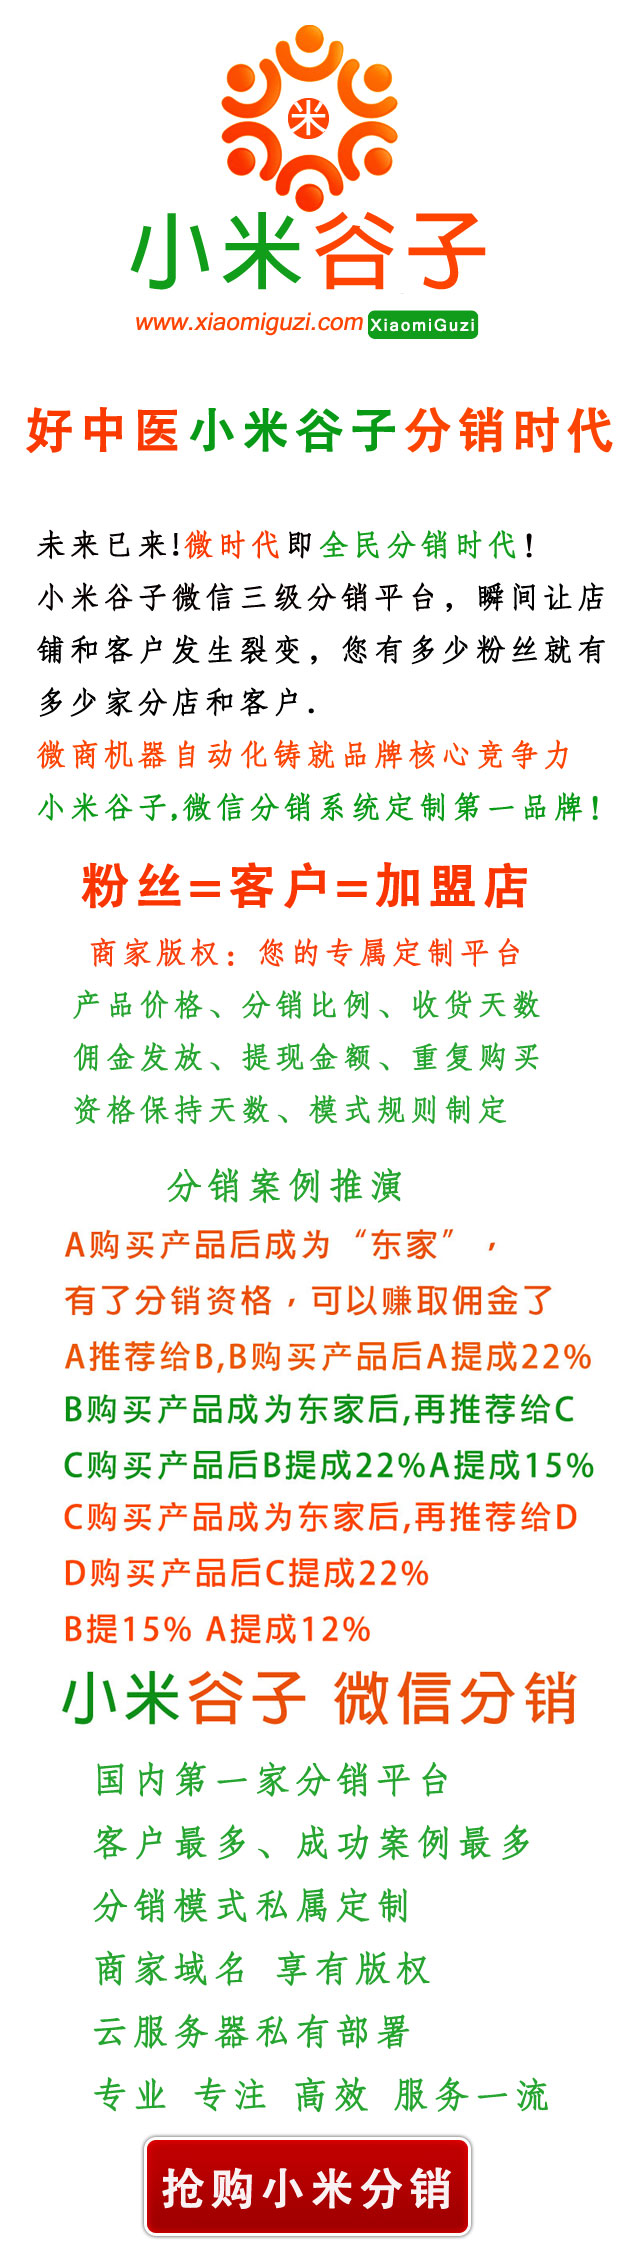 米
小米谷子
www.xiaomiguzi.com XiaomiGuzi
好中医小米谷子分销时代
未来已来!微时代即全民分销时代!
小米谷子微信三级分销平台，瞬间让店
铺和客户发生裂变，您有多少粉丝就有
多少家分店和客户.
微商机器自动化铸就品牌核心竞争力
小米谷子,微信分销系统定制第一品牌!
粉丝=客户=加盟店
商家版权：您的专属定制平台
产品价格、分销比例、收货天数
佣金发放、提现金额、重复购买
资格保持天数、模式规则制定
分销案例推演
A购买产品后成为“东家”，
有了分销资格，可以赚取佣金了
A推荐给B,B购买产品后A提成22%
B购买产品成为东家后,再推荐给C
C购买产品后B提成22%A提成15%
C购买产品成为东家后,再推荐给D
D购买产品后C提成22%
B提15% A提成12%
小米谷子 微信分销
国内第一家分销平台
客户最多、成功案例最多
分销模式私属定制
商家域名 享有版权
云服务器私有部署
专业 专注 高效 服务一流
抢购小米分销